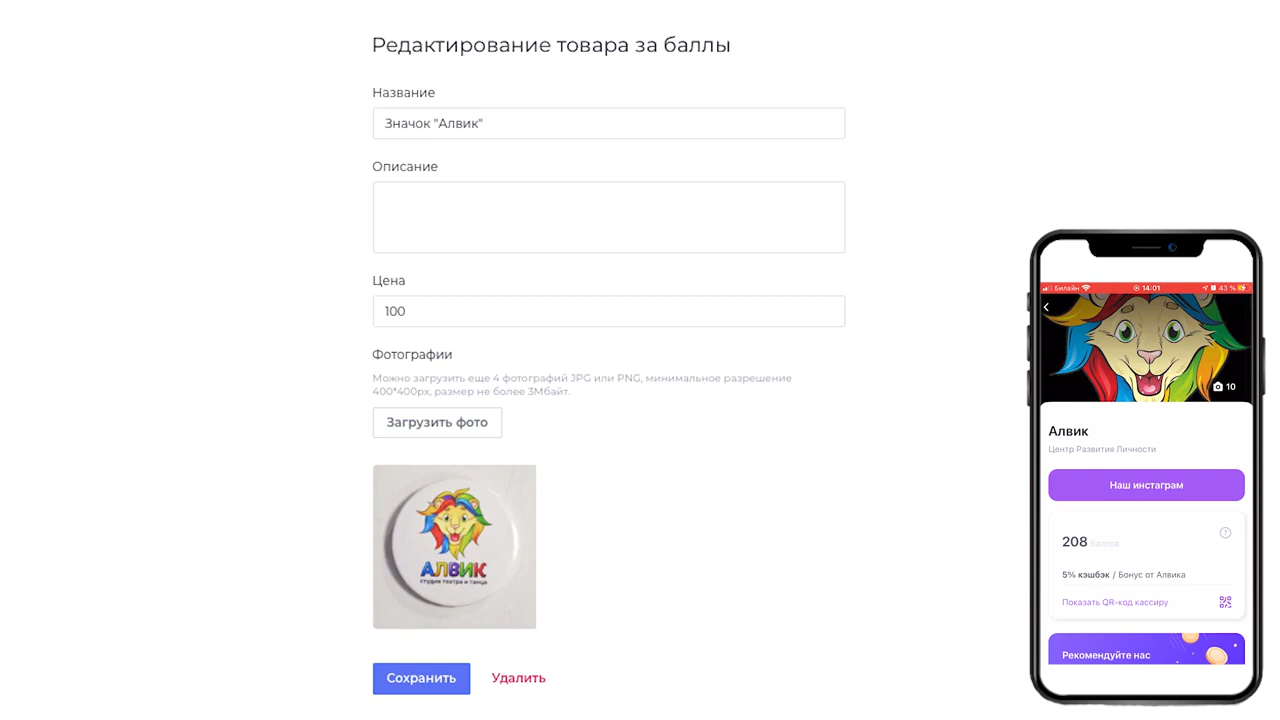 Редактирование товара за баллы
Название
Значок "Алвик"
Описание
Цена
100
Фотографии
Можно загрузить еще 4 фотографий JPG или PNG, минимальное разрешение
400*400px, размер не более 3Мбайт.
Загрузить фото
АЛВИК
студия театра и танца
Сохранить
Удалить
Билайн
14:01
43 %
10
Алвик
Центр Развития Личности
Наш инстаграм
208 баллов
?
5% кэшбэк / Бонус от Алвика
Показать QR-код кассиру
Рекомендуйте нас